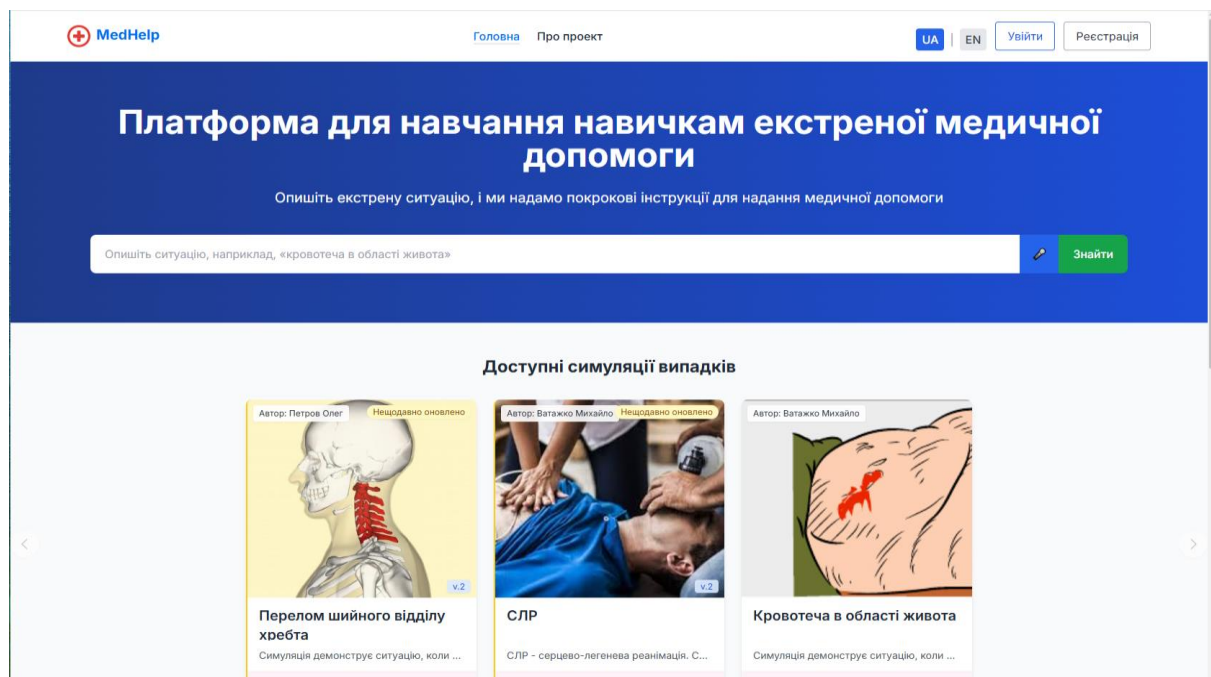 MedHelp
Головна Про проект
UA | EN Увійти Реєстрація
Платформа для навчання навичкам екстреної медичної
допомоги
Опишіть екстрену ситуацію, і ми надамо покрокові інструкції для надання медичної допомоги
Опишіть ситуацію, наприклад, «кровотеча в області живота»
Знайти
Доступні симуляції випадків
Автор: Петров Олег Нещодавно оновлено
v.2
Перелом шийного відділу
хребта
Симуляція демонструє ситуацію, коли ...
Автор: Ватажко Михайло Нещодавно оновлено
v.2
СЛР
СЛР - серцево-легенева реанімація. С...
Автор: Ватажко Михайло
Кровотеча в області живота
Симуляція демонструє ситуацію, коли ...